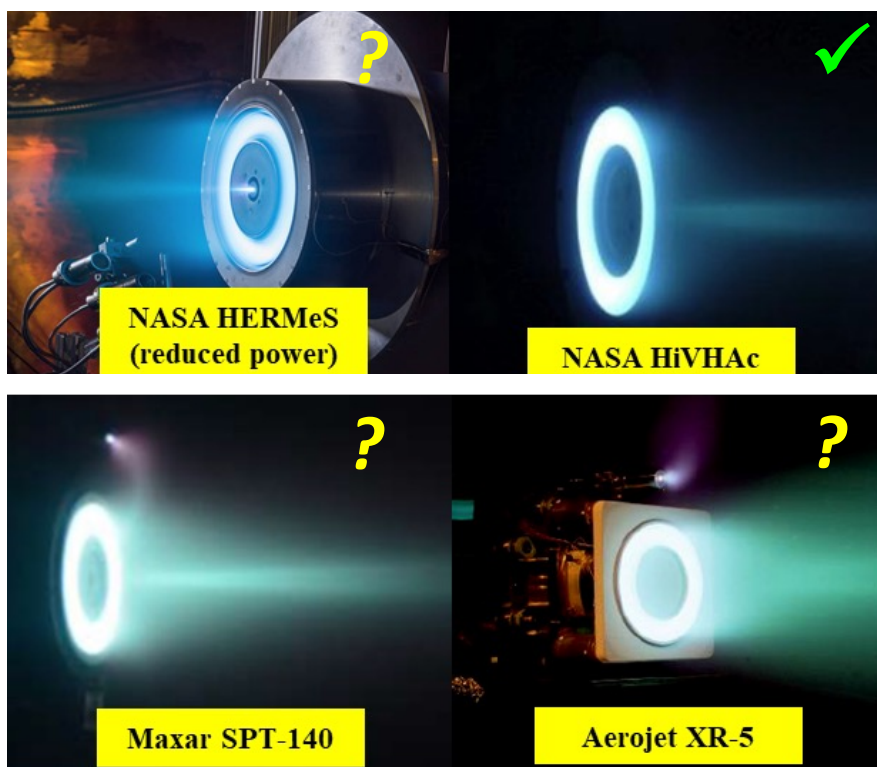 ?
NASA HERMeS
(reduced power)
✓
NASA HiVHAc
?
Maxar SPT-140
?
Aerojet XR-5